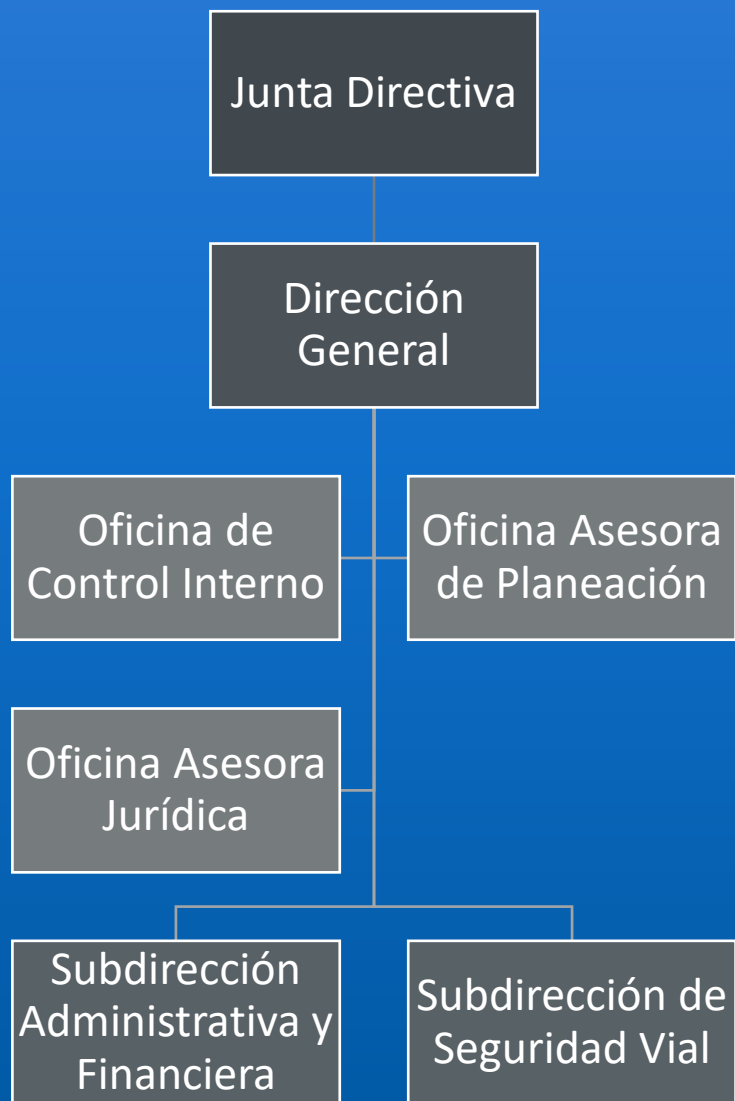 Junta Directiva
Dirección
General
Oficina de
Control Interno
Oficina Asesora
de Planeación
Oficina Asesora
Jurídica
Subdirección
Administrativa y
Financiera
Subdirección de
Seguridad Vial